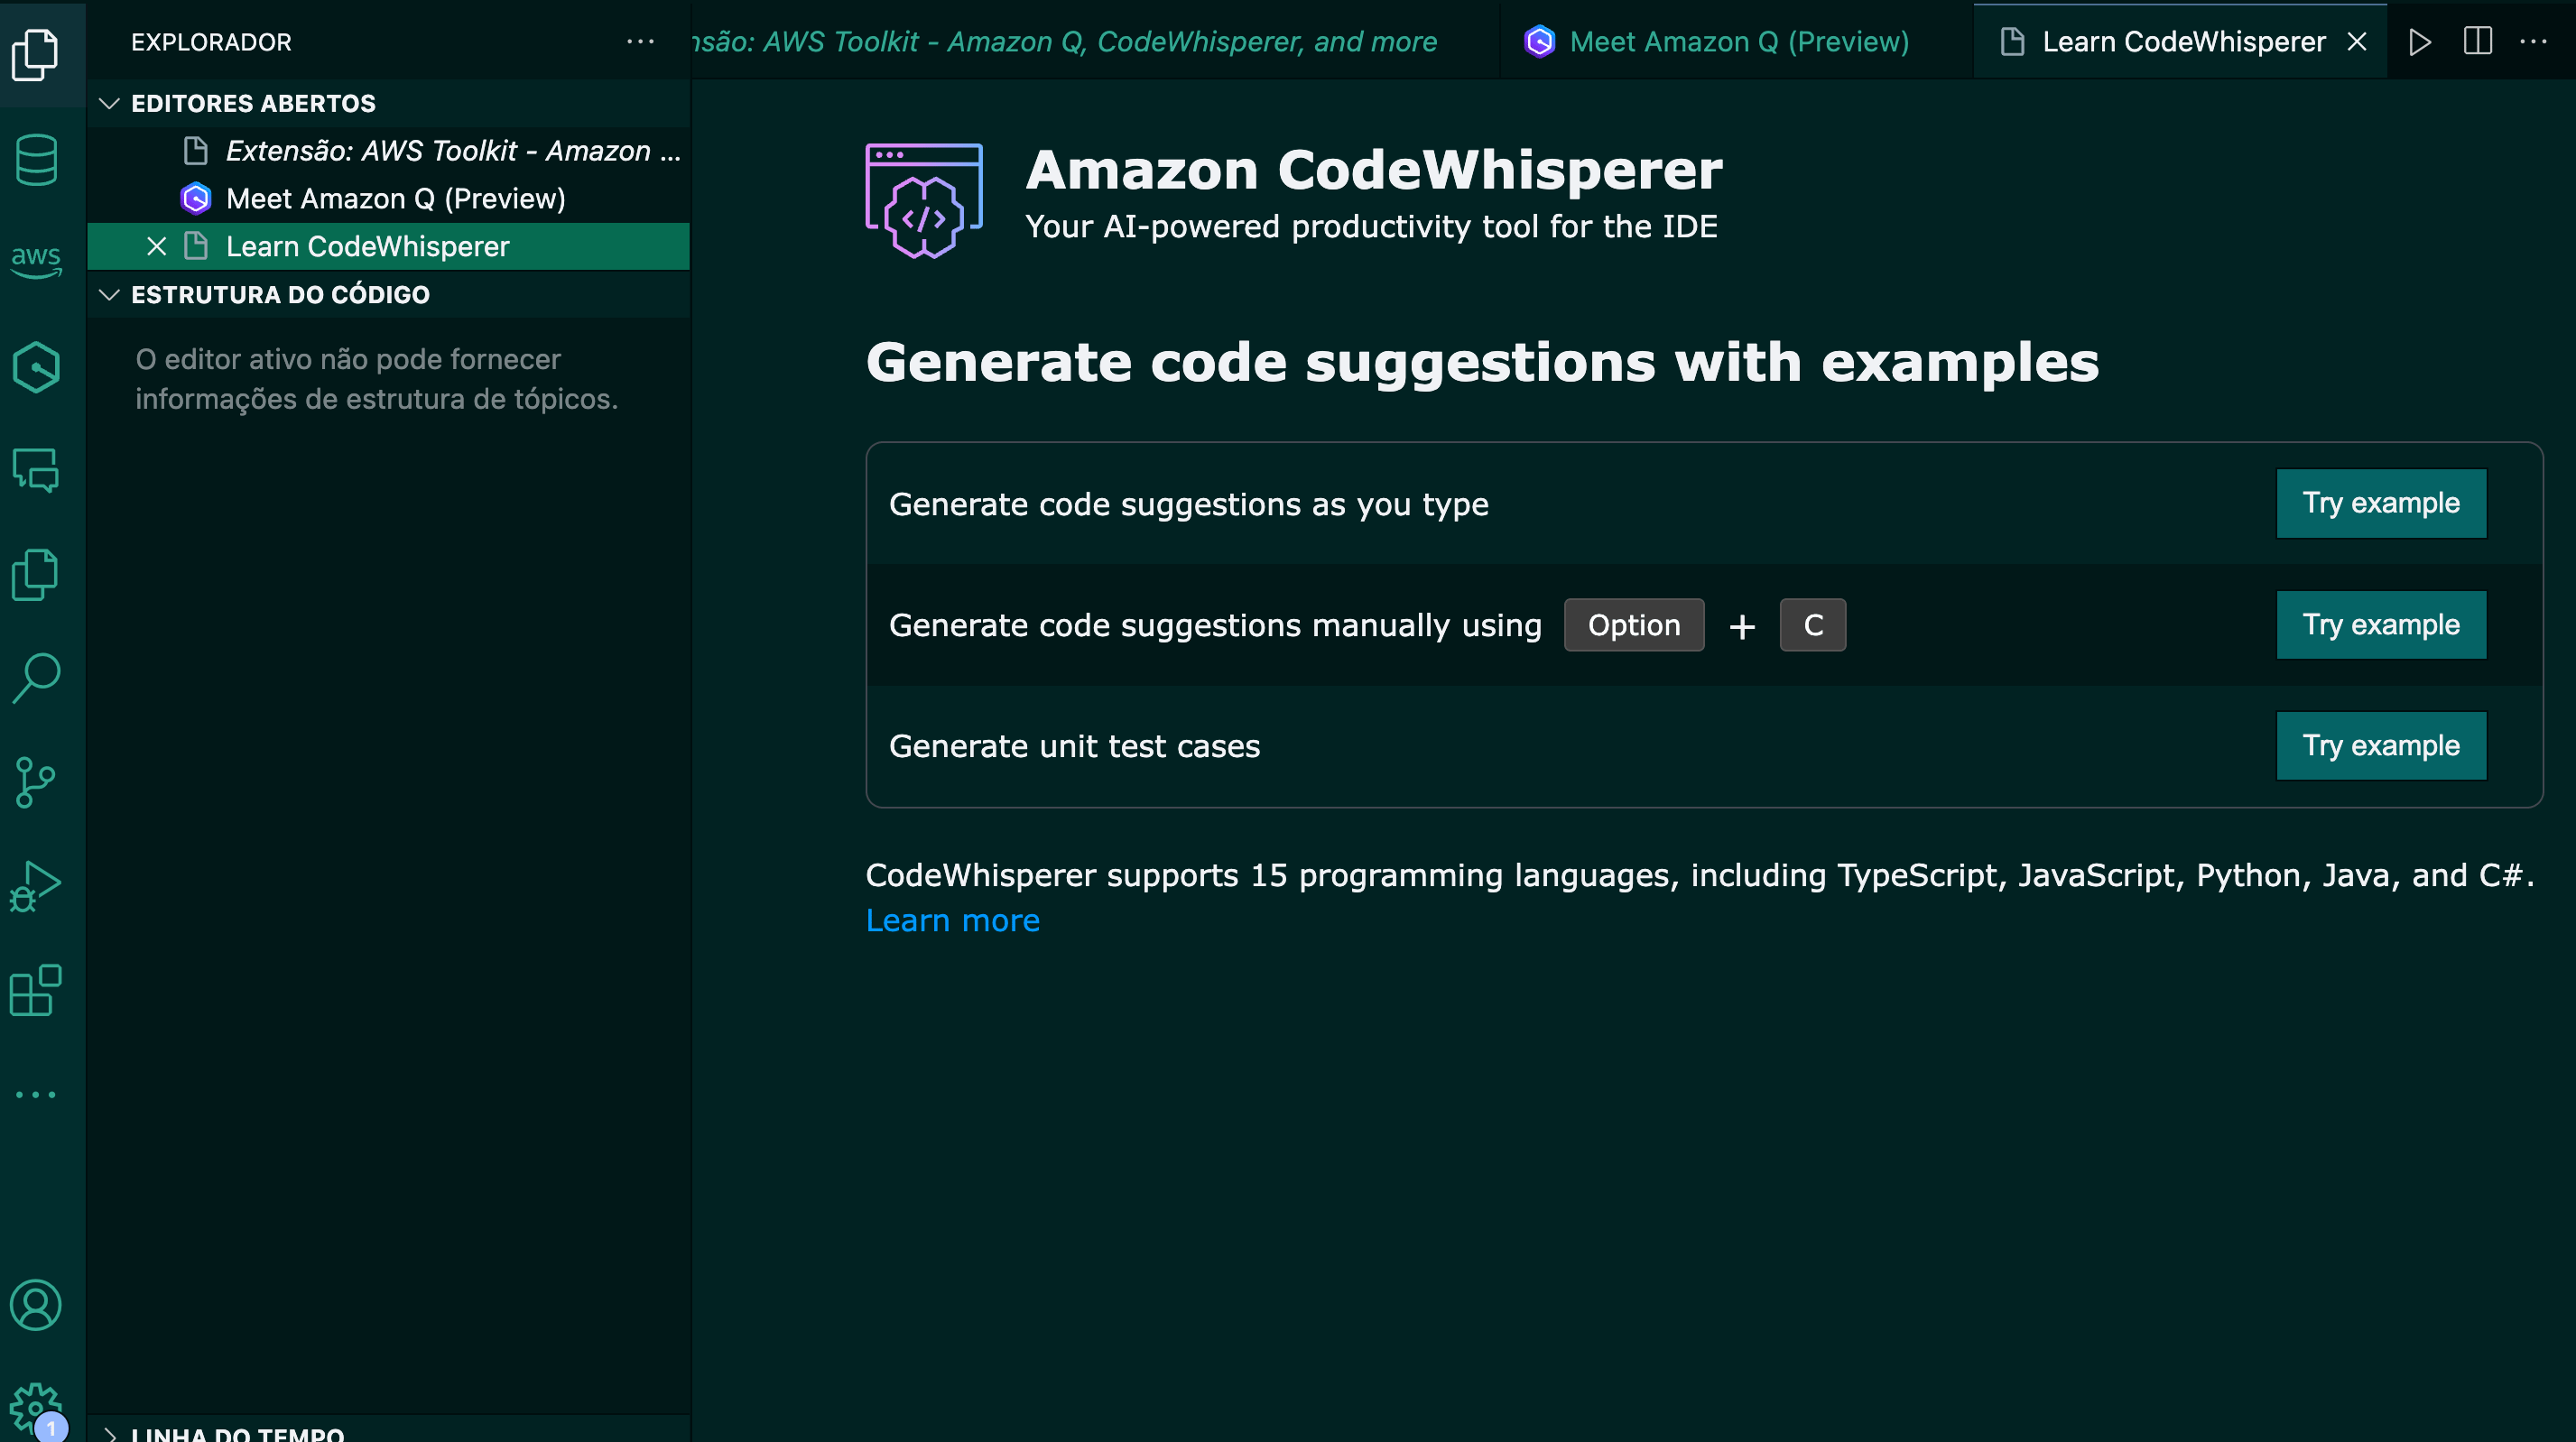 EXPLORADOR
EDITORES ABERTOS
Extensão: AWS Toolkit - Amazon ...
Meet Amazon Q (Preview)
Learn CodeWhisperer
ESTRUTURA DO CÓDIGO
O editor ativo não pode fornecer
informações de estrutura de tópicos.
LINHA DO TEMPO
aws
1
nsão: AWS Toolkit - Amazon Q, CodeWhisperer, and more
Meet Amazon Q (Preview)
Learn CodeWhisperer
Amazon CodeWhisperer
Your AI-powered productivity tool for the IDE
Generate code suggestions with examples
Generate code suggestions as you type
Try example
Generate code suggestions manually using Option + C
Try example
Generate unit test cases
Try example
CodeWhisperer supports 15 programming languages, including TypeScript, JavaScript, Python, Java, and C#.
Learn more